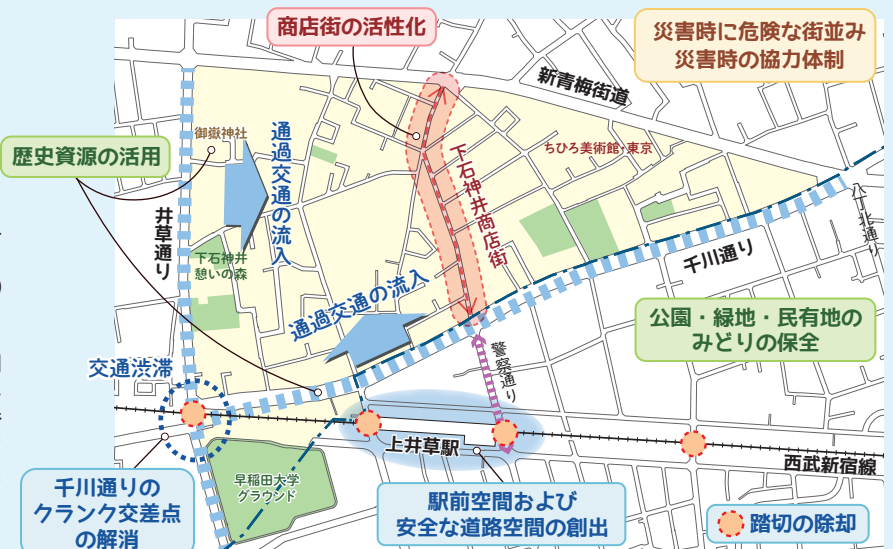 商店街の活性化
災害時に危険な街並み
災害時の協力体制
新青梅街道
御嶽神社
通過交通の流入
歴史資源の活用
ちひろ美術館・東京
下石神井商店街
井草通り
下石神井
憩いの森
八丁北通り
千川通り
通過交通の流入
公園・緑地・民有地の
みどりの保全
交通渋滞
警察通り
上井草駅
西武新宿線
早稲田大学
グラウンド
千川通りの
クランク交差点
の解消
駅前空間および
安全な道路空間の創出
踏切の除却